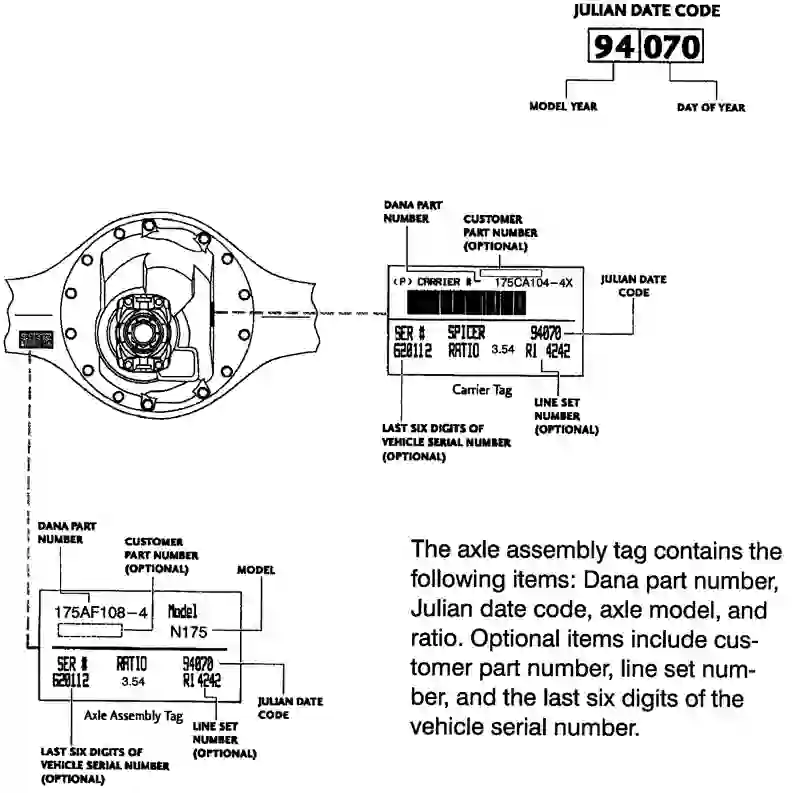 JULIAN DATE CODE
94 070
MODEL YEAR
DAY OF YEAR
DANA PART
NUMBER
CUSTOMER
PART NUMBER
(OPTIONAL)
(P) CARRIER # 175CA104-4X
JULIAN DATE
CODE
SER # SPICER 94070
620112 RATIO 3.54 R1 4242
Carrier Tag
LAST SIX DIGITS OF
VEHICLE SERIAL NUMBER
(OPTIONAL)
LINE SET
NUMBER
(OPTIONAL)
DANA PART
NUMBER
CUSTOMER
PART NUMBER
(OPTIONAL)
MODEL
175AF108-4 Model
N175
SER # RATIO 94070
620112 3.54 R1 4242
JULIAN DATE
CODE
Axle Assembly Tag
LINE SET
NUMBER
(OPTIONAL)
LAST SIX DIGITS OF
VEHICLE SERIAL NUMBER
(OPTIONAL)
The axle assembly tag contains the
following items: Dana part number,
Julian date code, axle model, and
ratio. Optional items include cus-
tomer part number, line set num-
ber, and the last six digits of the
vehicle serial number.